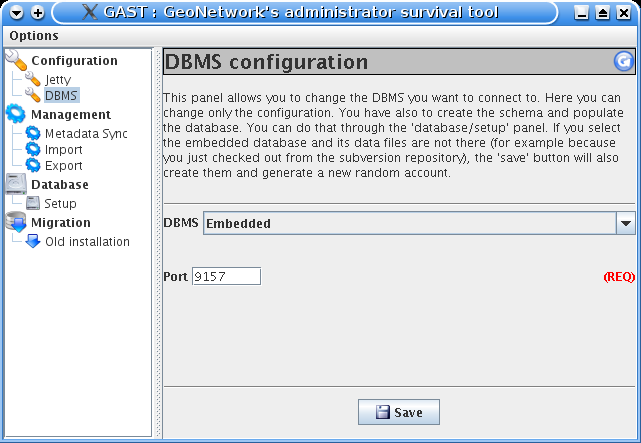 GAST : GeoNetwork's administrator survival tool
Options
Configuration
Jetty
DBMS
Management
Metadata Sync
Import
Export
Database
Setup
Migration
Old installation
DBMS configuration
This panel allows you to change the DBMS you want to connect to. Here you can
change only the configuration. You have also to create the schema and populate
the database. You can do that through the 'database/setup' panel. If you select
the embedded database and its data files are not there (for example because
you just checked out from the subversion repository), the 'save' button will also
create them and generate a new random account.
DBMS Embedded
Port 9157 (REQ)
Save